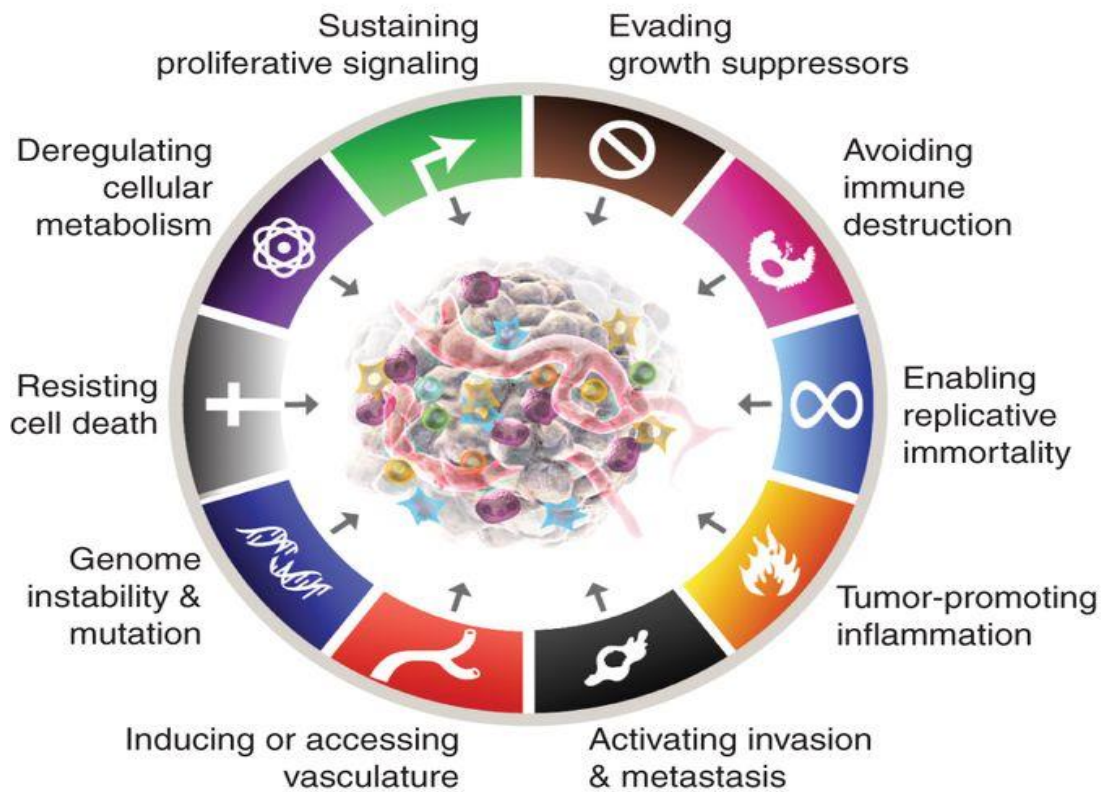 Sustaining
proliferative signaling
Evading
growth suppressors
Avoiding
immune
destruction
Enabling
replicative
immortality
Tumor-promoting
inflammation
Activating invasion
& metastasis
Inducing or accessing
vasculature
Genome
instability &
mutation
Resisting
cell death
Deregulating
cellular
metabolism